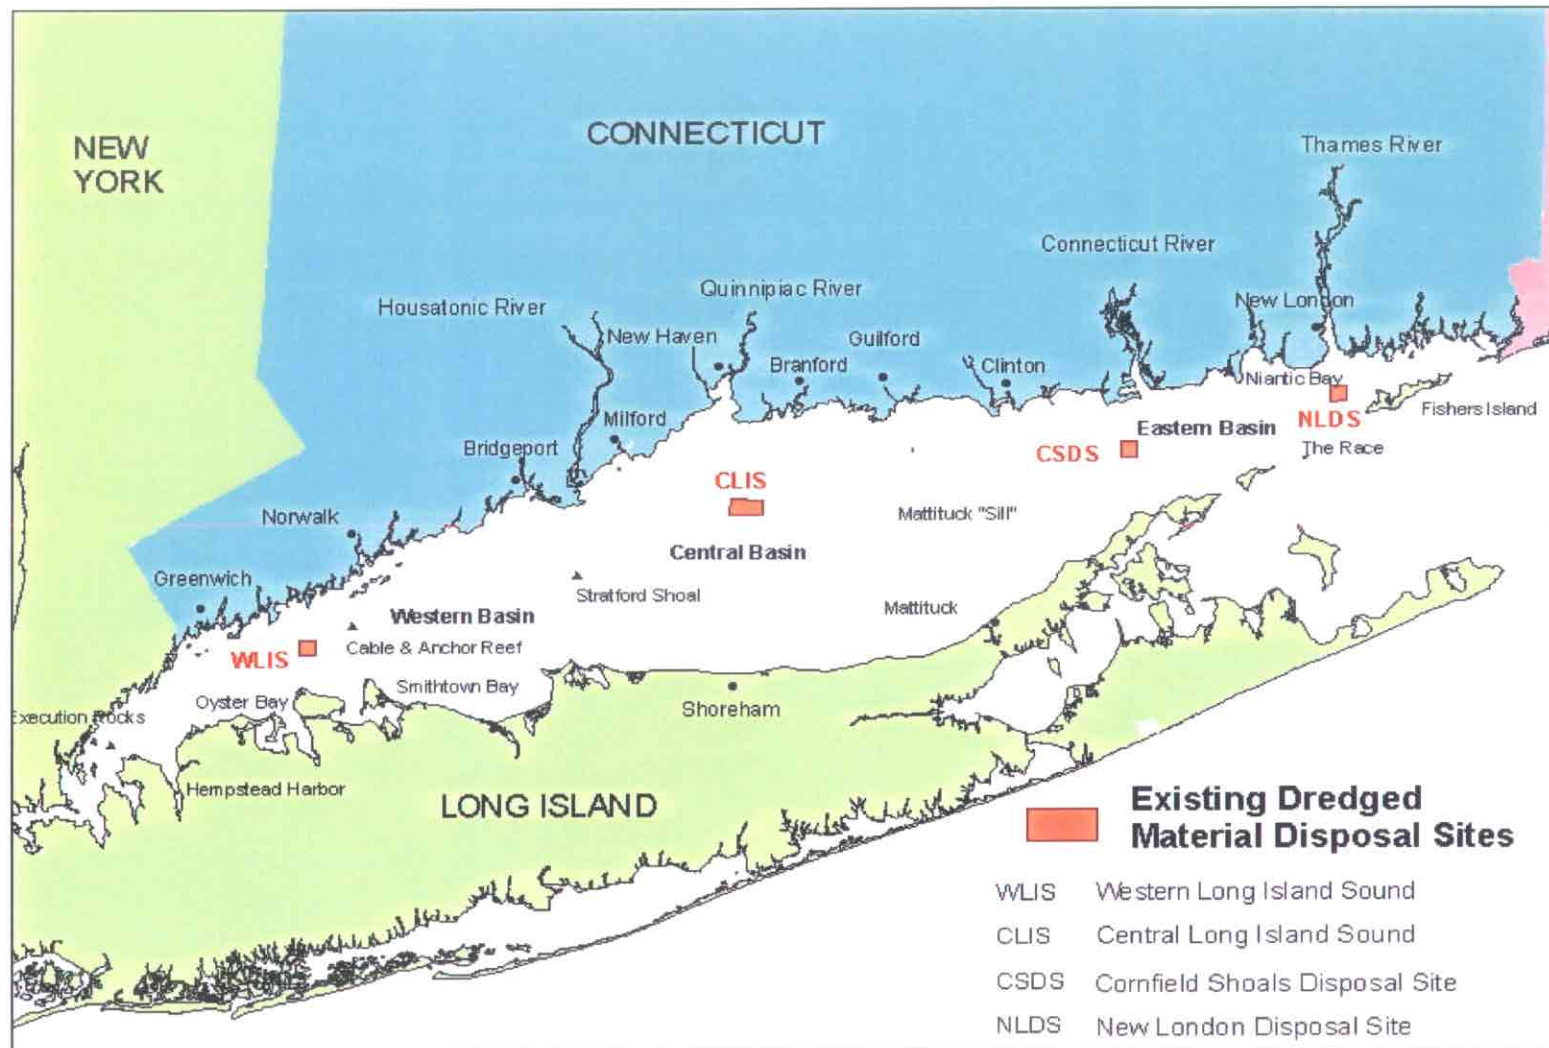 NEW
YORK
CONNECTICUT
Thames River
Connecticut River
Quinnipiac River
Housatonic River
New London
New Haven
Guilford
Branford
Clinton
Niantic Bay
Fishers Island
NLDS
Milford
Eastern Basin
The Race
Bridgeport
CSDS
CLIS
Norwalk
Mattituck "Sill"
Central Basin
Greenwich
Stratford Shoal
Mattituck
Western Basin
Cable & Anchor Reef
WLIS
Smithtown Bay
Oyster Bay
Shoreham
Execution Rocks
Hempstead Harbor
LONG ISLAND
Existing Dredged
Material Disposal Sites
WLIS Western Long Island Sound
CLIS Central Long Island Sound
CSDS Cornfield Shoals Disposal Site
NLDS New London Disposal Site